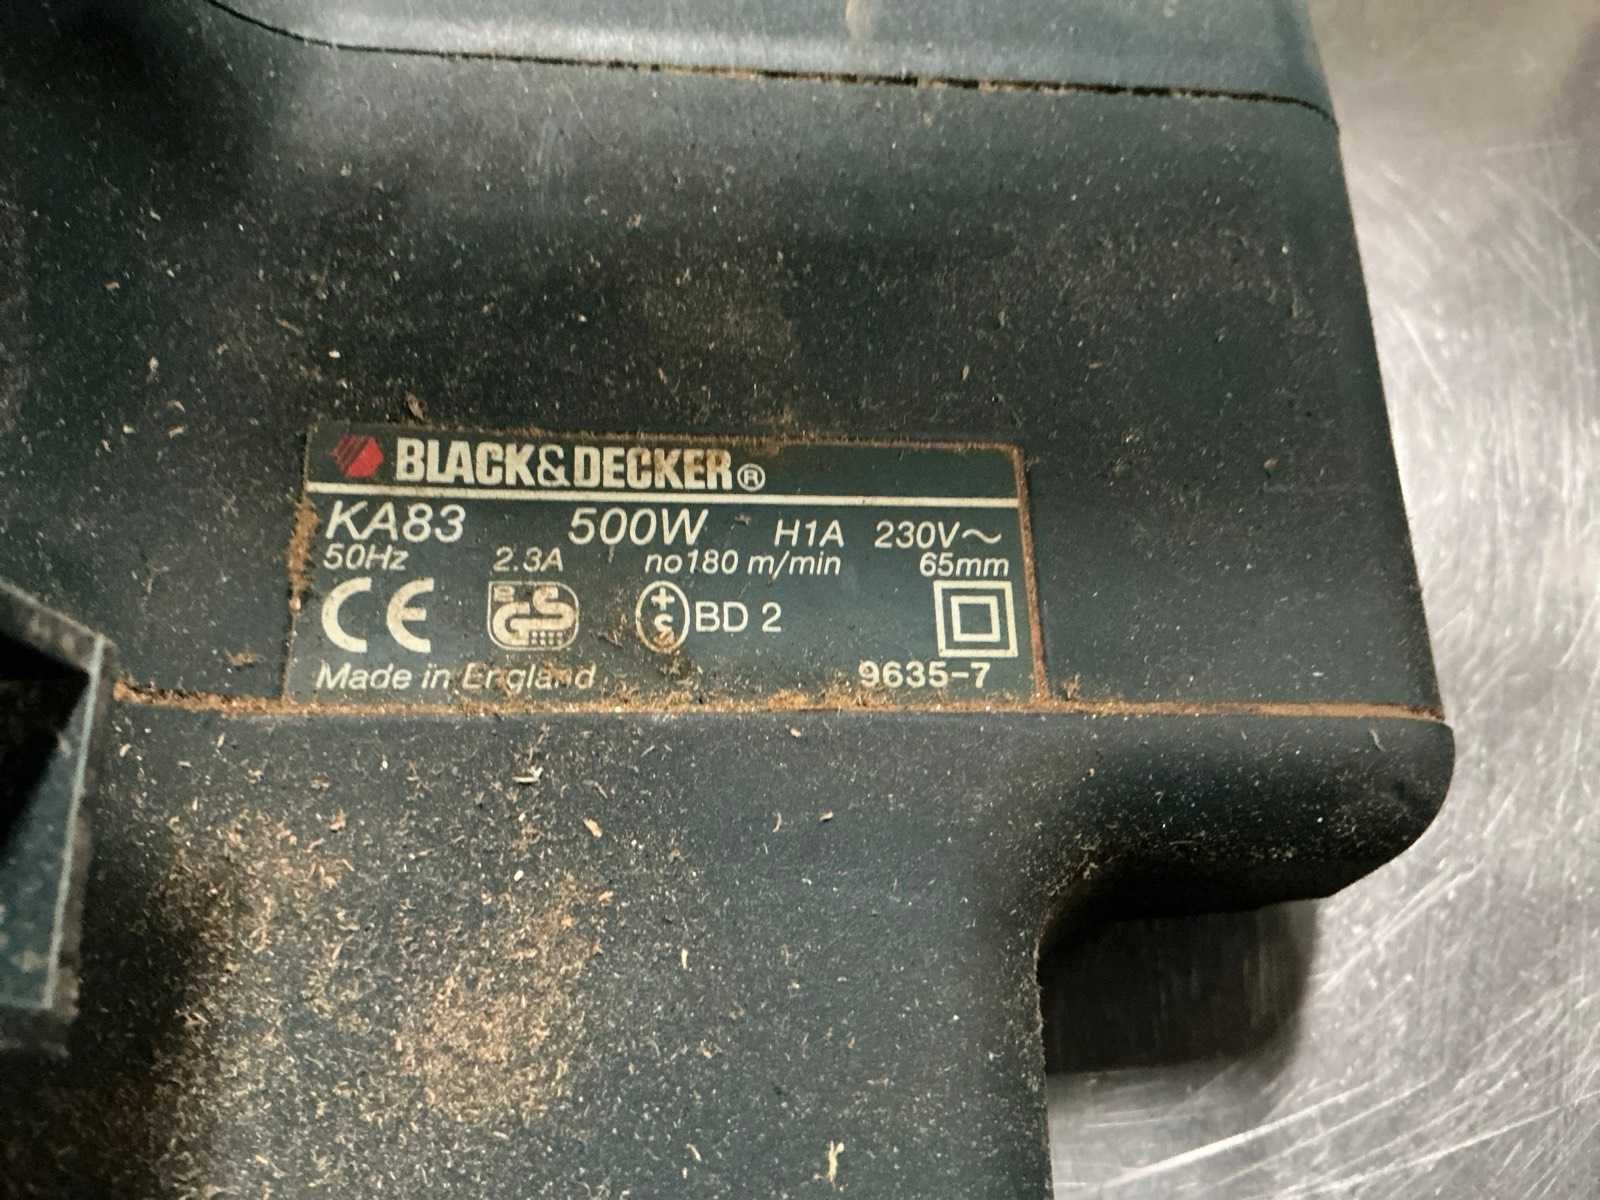 BLACK&DECKER®
KA83 500W H1A 230V~
50Hz 2.3A no180 m/min 65mm
CE GS +S BD 2
Made in England 9635-7